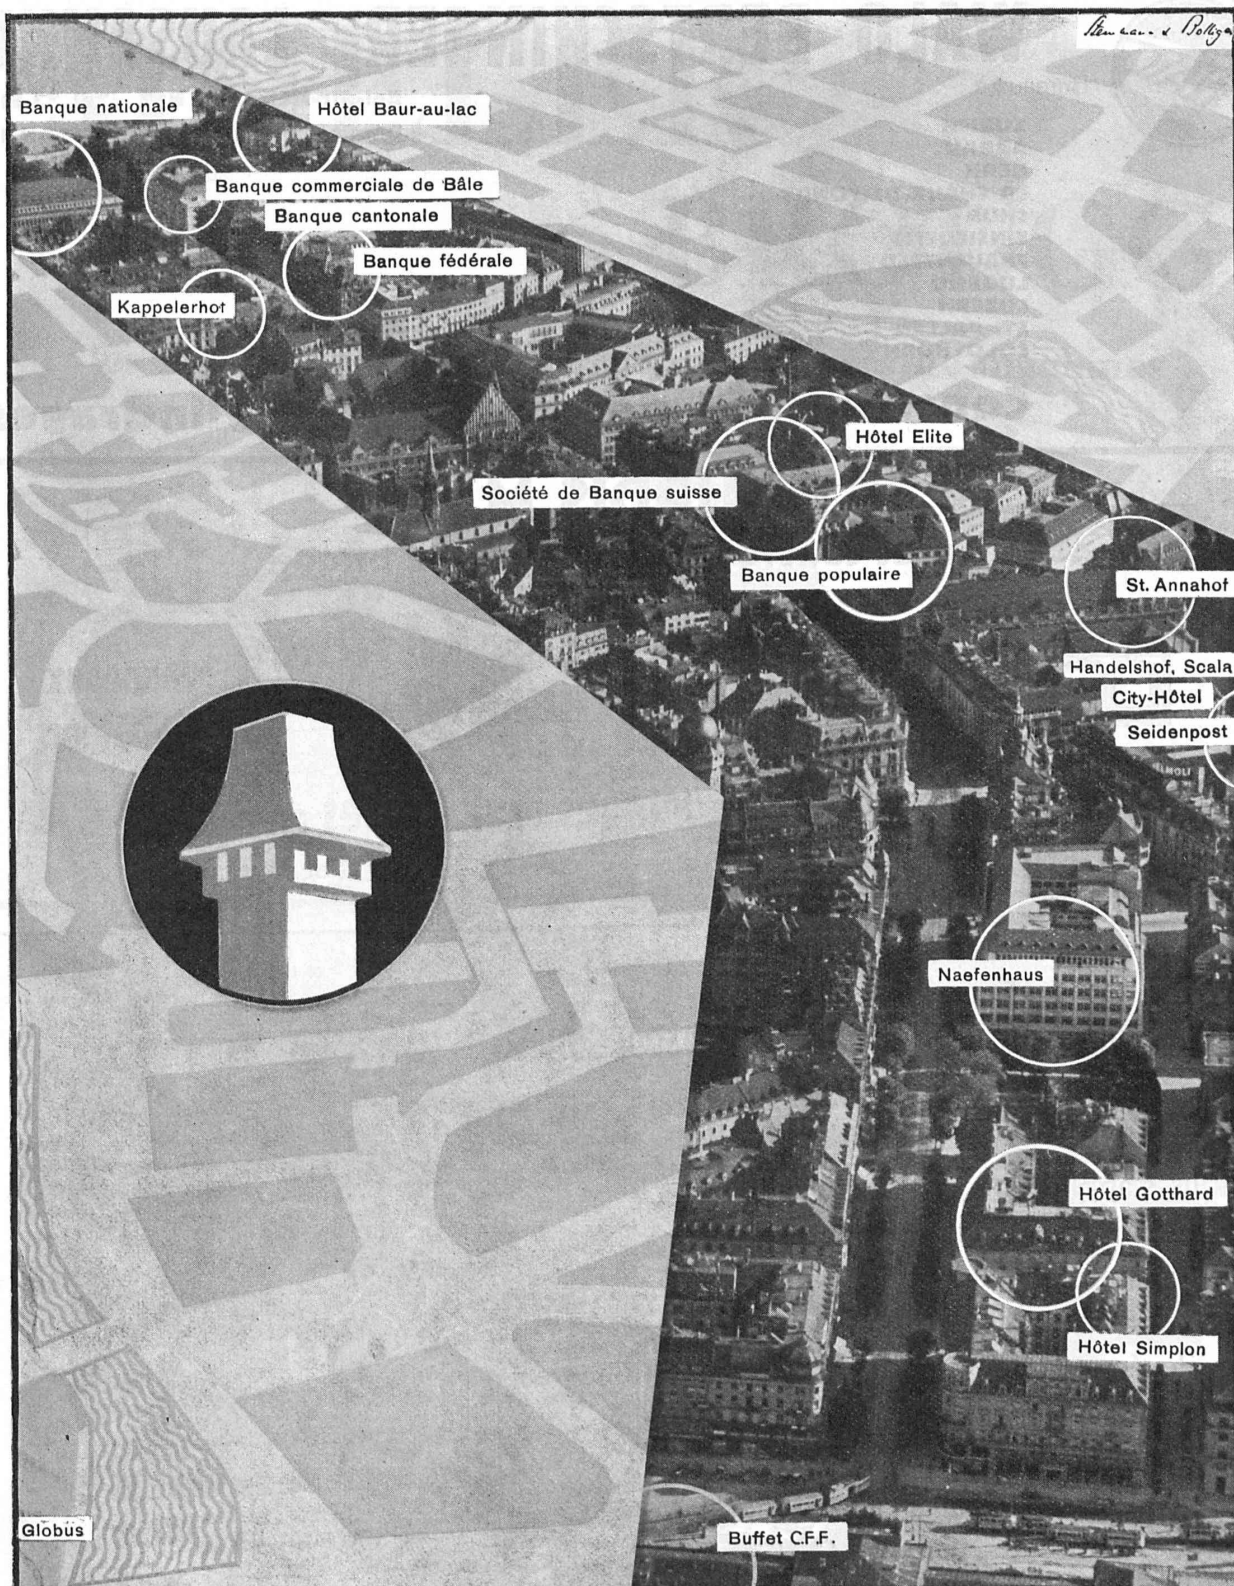 Banque nationale
Hôtel Baur-au-lac
Banque commerciale de Bâle
Banque cantonale
Banque fédérale
Kappelerhof
Hôtel Elite
Société de Banque suisse
Banque populaire
St. Annahof
Handelshof, Scala
City-Hôtel
Seidenpost
Naefenhaus
Hôtel Gotthard
Hôtel Simplon
Globus
Buffet C.F.F.